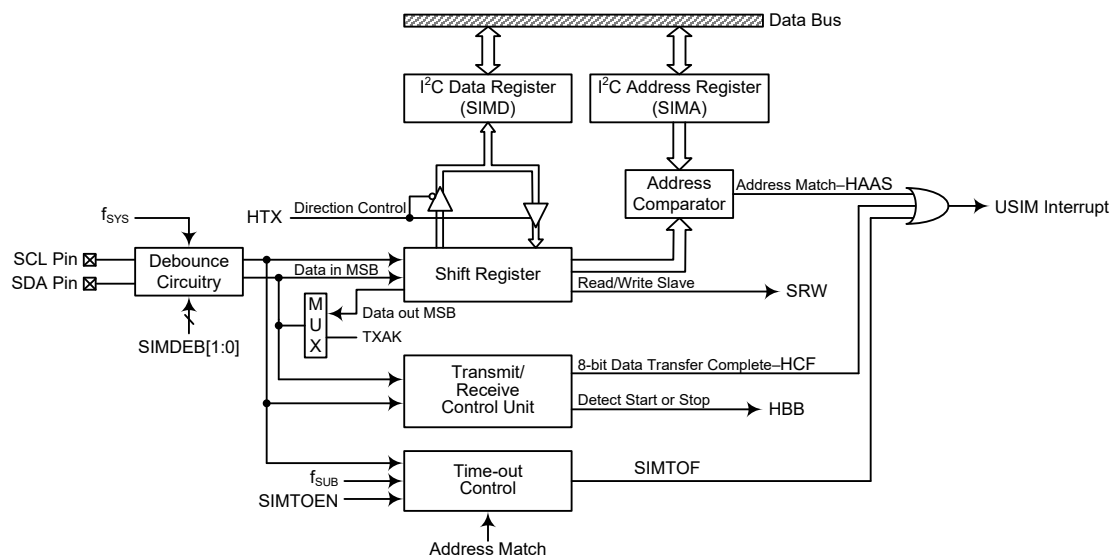 Data Bus
I²C Data Register
(SIMD)
I²C Address Register
(SIMA)
Address
Comparator
Address Match–HAAS
USIM Interrupt
HTX
Direction Control
fSYS
SCL Pin
SDA Pin
Debounce
Circuitry
Data in MSB
Shift Register
Read/Write Slave
SRW
SIMDEB[1:0]
M
U
X
Data out MSB
TXAK
Transmit/
Receive
Control Unit
8-bit Data Transfer Complete–HCF
Detect Start or Stop
HBB
fSUB
SIMTOEN
Time-out
Control
SIMTOF
Address Match